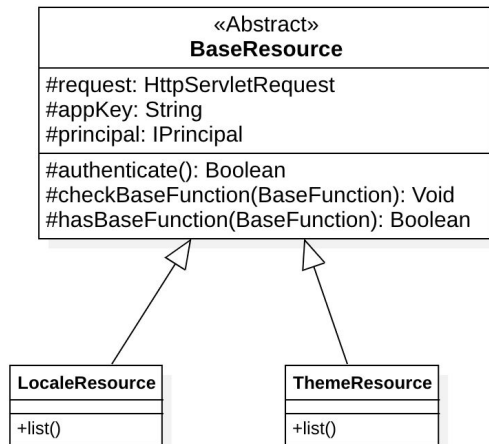 «Abstract»
BaseResource
#request: HttpServletRequest
#appKey: String
#principal: IPrincipal
#authenticate(): Boolean
#checkBaseFunction(BaseFunction): Void
#hasBaseFunction(BaseFunction): Boolean
LocaleResource
+list()
ThemeResource
+list()